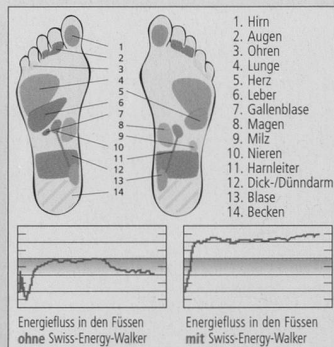 1
2
3
4
5
6
7
8
9
10
11
12
13
14
1. Hirn
2. Augen
3. Ohren
4. Lunge
5. Herz
6. Leber
7. Gallenblase
8. Magen
9. Milz
10. Nieren
11. Harnleiter
12. Dick-/Dünndarm
13. Blase
14. Becken
Energiefluss in den Füssen
ohne Swiss-Energy-Walker
Energiefluss in den Füssen
mit Swiss-Energy-Walker